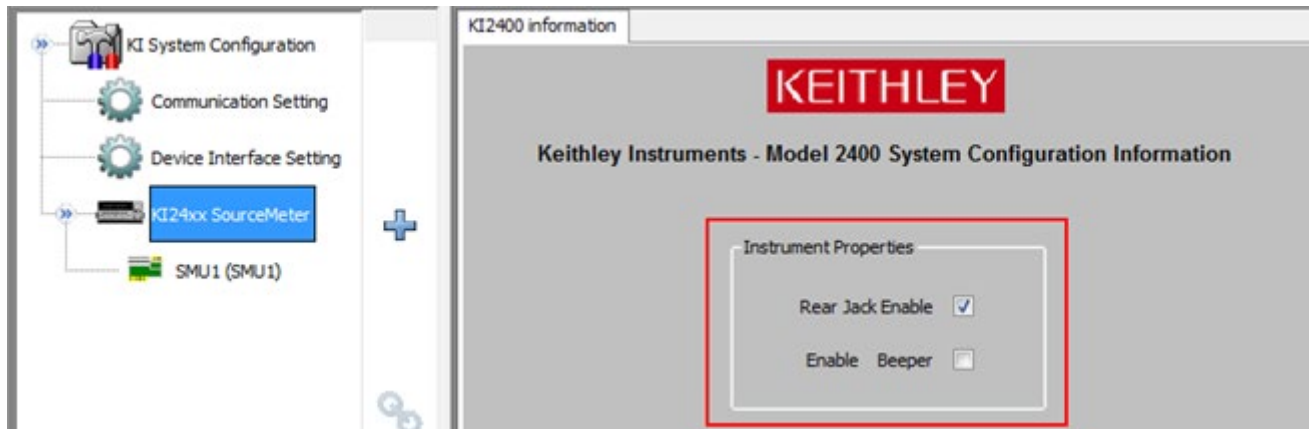 KI System Configuration
Communication Setting
Device Interface Setting
KI24xx SourceMeter
SMU1 (SMU1)
KI2400 information
KEITHLEY
Keithley Instruments - Model 2400 System Configuration Information
Instrument Properties
Rear Jack Enable
Enable Beeper